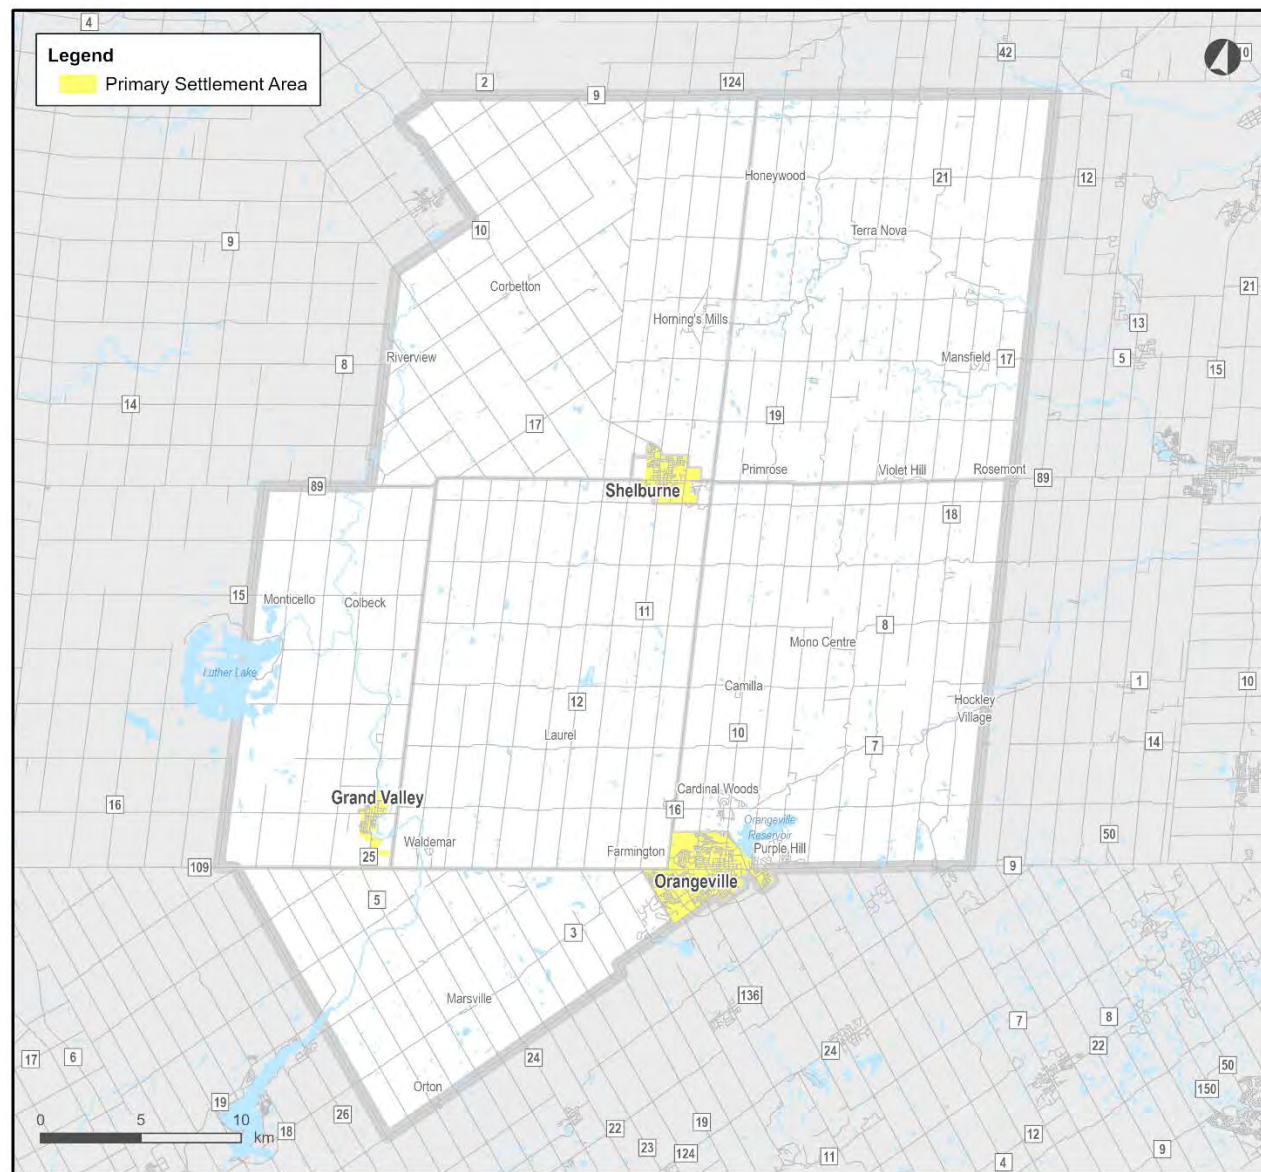 4
42
10
Legend
Primary Settlement Area
2
9
124
Honeywood
21
12
Terra Nova
10
9
Corbetton
21
Horning's Mills
13
Riverview
8
Mansfield
17
5
15
14
17
19
Primrose
Violet Hill
Rosemont
89
Shelburne
89
18
15
Monticello
Colbeck
11
8
Mono Centre
Luther Lake
Camilla
1
10
12
Hockley
Village
Laurel
10
7
14
Grand Valley
Cardinal Woods
16
16
Orangeville
Reservoir
50
Waldemar
Farmington
Purple Hill
25
109
9
Orangeville
5
3
Marsville
136
7
8
24
22
17
6
24
50
Orton
150
19
26
0
5
10
km
18
22
19
12
23
124
11
4
9